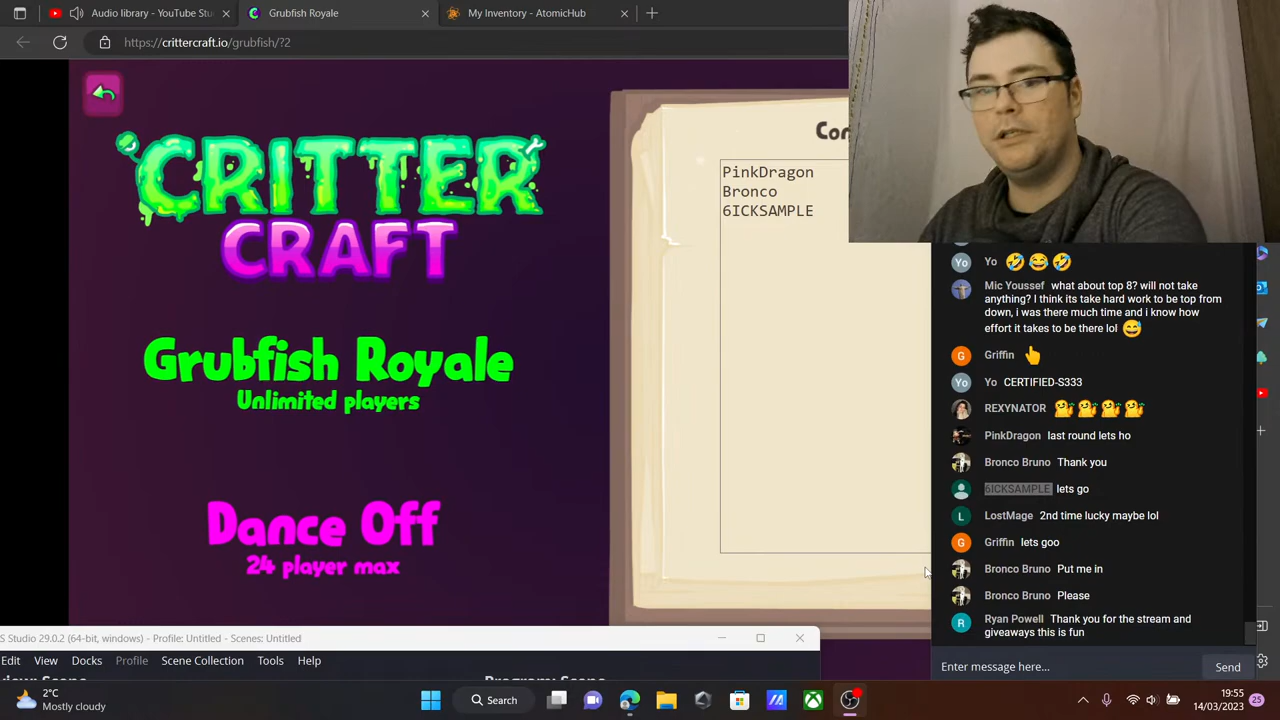 Audio library - YouTube Stu
Grubfish Royale
My Inventory - AtomicHub
https://crittercraft.io/grubfish/?2
CRITTER
CRAFT
Grubfish Royale
Unlimited players
Dance Off
24 player max
PinkDragon
Bronco
6ICKSAMPLE
Yo Yo 🤣😂🤣
Mic Youssef what about top 8? will not take
anything? I think its take hard work to be top from
down, i was there much time and i know how
effort it takes to be there lol 😅
G Griffin 👆
Yo Yo CERTIFIED-S333
REXYNATOR
PinkDragon last round lets ho
Bronco Bruno Thank you
6ICKSAMPLE lets go
L LostMage 2nd time lucky maybe lol
G Griffin lets goo
Bronco Bruno Put me in
Bronco Bruno Please
R Ryan Powell Thank you for the stream and
giveaways this is fun
Enter message here...
Send
S Studio 29.0.2 (64-bit, windows) - Profile: Untitled - Scenes: Untitled
Edit View Docks Profile Scene Collection Tools Help
2°C
Mostly cloudy
Search
19:55
14/03/2023
25